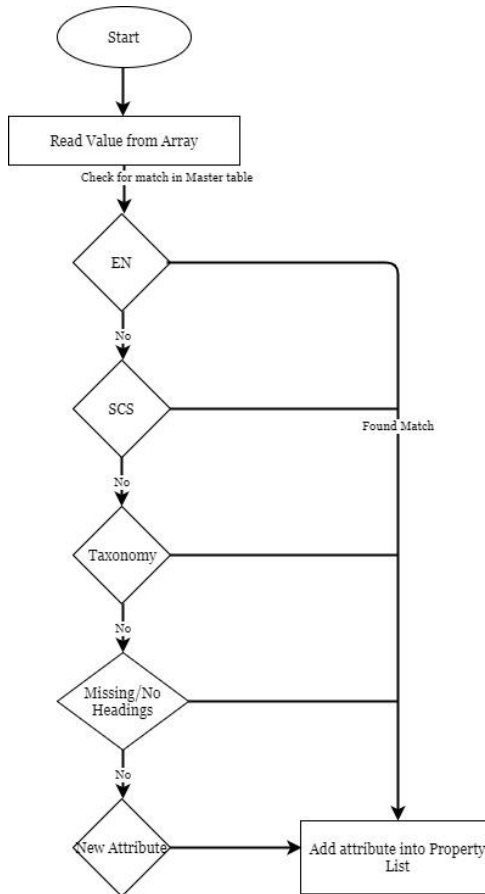 Start
Read Value from Array
Check for match in Master table
EN
No
SCS
Found Match
No
Taxonomy
No
Missing/No
Headings
No
New Attribute
Add attribute into Property
List